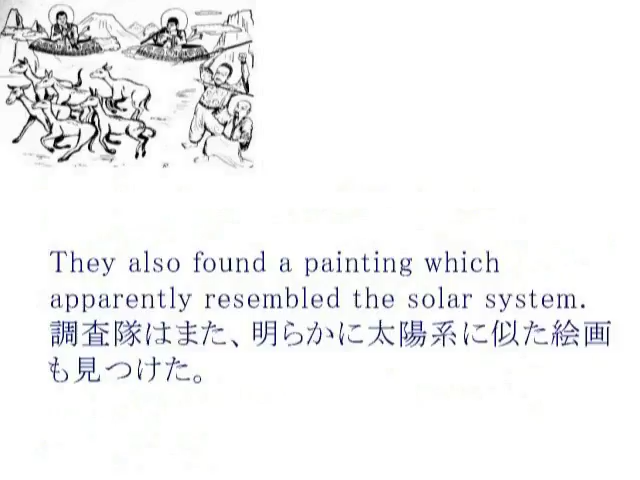 They also found a painting which
apparently resembled the solar system.
調査隊はまた、明らかに太陽系に似た絵画
も見つけた。